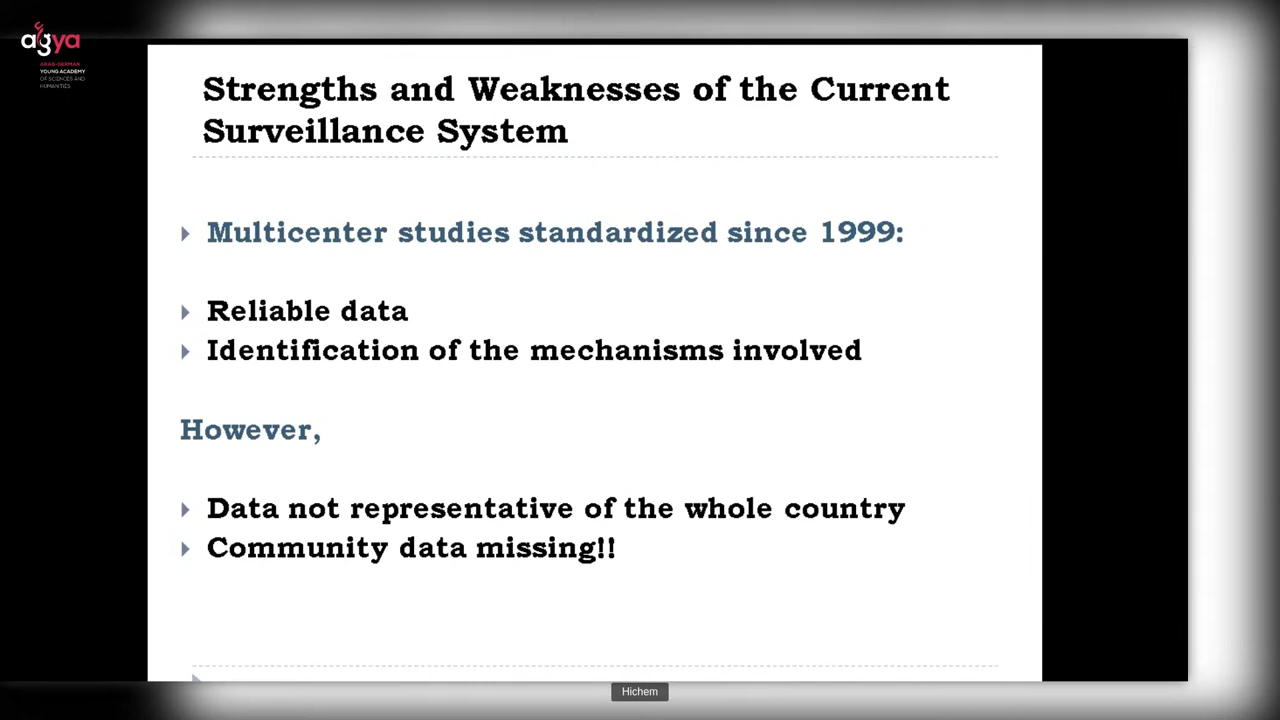 agya
ARAB-GERMAN
YOUNG ACADEMY
OF SCIENCES AND
HUMANITIES
Strengths and Weaknesses of the Current
Surveillance System
Multicenter studies standardized since 1999:
Reliable data
Identification of the mechanisms involved
However,
Data not representative of the whole country
Community data missing!!
Hichem